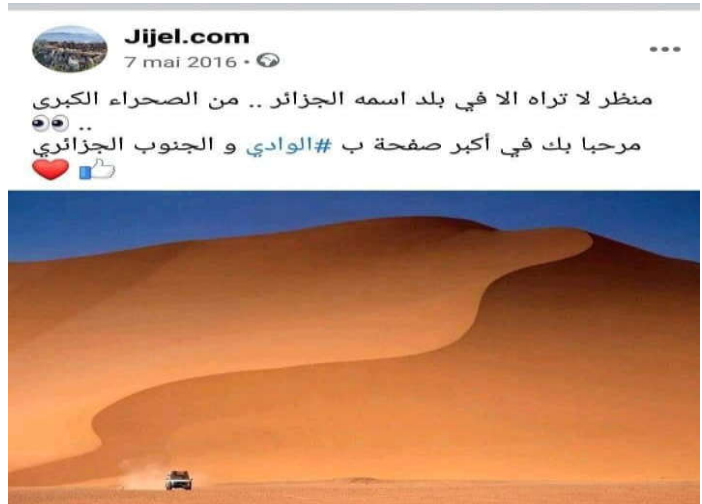 Jijel.com
7 mai 2016
منظر لا تراه الا في بلد اسمه الجزائر .. من الصحراء الكبرى
.. 👀
مرحبا بك في أكبر صفحة ب #الوادي و الجنوب الجزائري
👍 ❤️